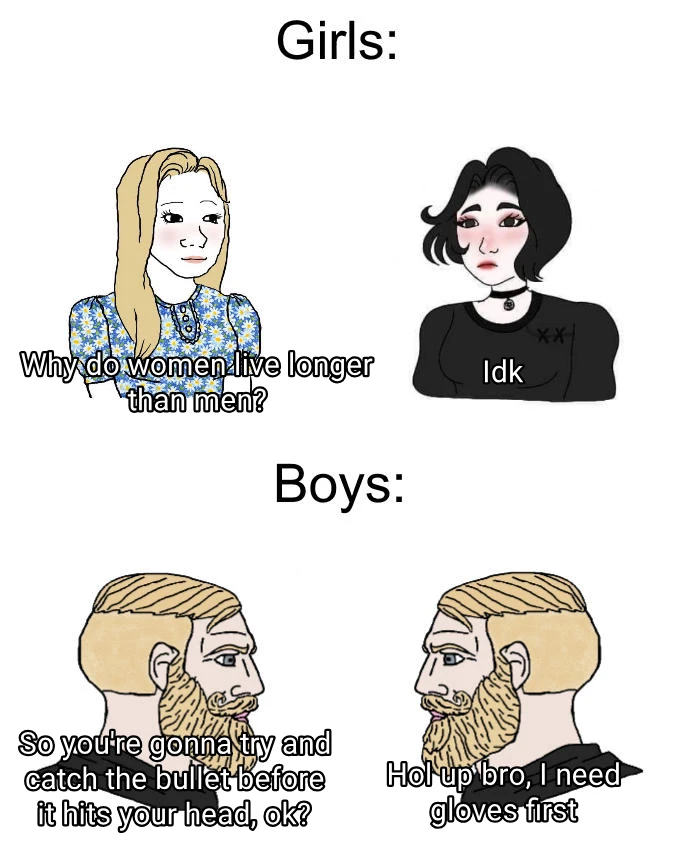 Girls:
Why do women live longer
than men?
Idk
Boys:
So you're gonna try and
catch the bullet before
it hits your head, ok?
Hol up bro, I need
gloves first